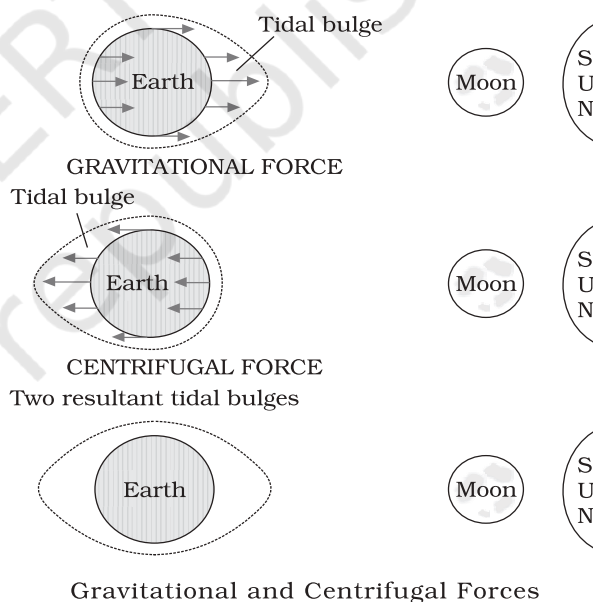 Tidal bulge
Earth
Moon
S
U
N
GRAVITATIONAL FORCE
Tidal bulge
Earth
Moon
S
U
N
CENTRIFUGAL FORCE
Two resultant tidal bulges
Earth
Moon
S
U
N
Gravitational and Centrifugal Forces